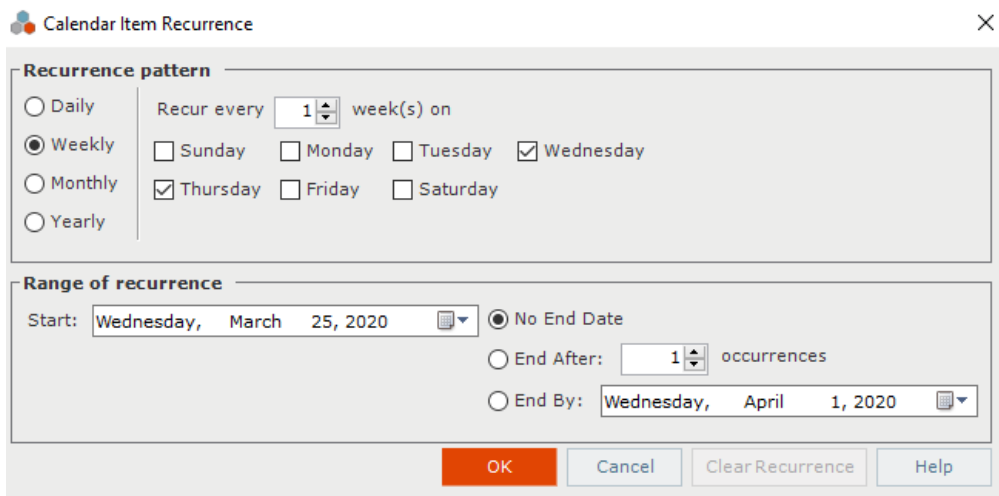 Calendar Item Recurrence
Recurrence pattern
Daily
Recur every 1 week(s) on
Weekly
Sunday Monday Tuesday Wednesday
Monthly
Thursday Friday Saturday
Yearly
Range of recurrence
Start: Wednesday, March 25, 2020
No End Date
End After: 1 occurrences
End By: Wednesday, April 1, 2020
OK Cancel Clear Recurrence Help